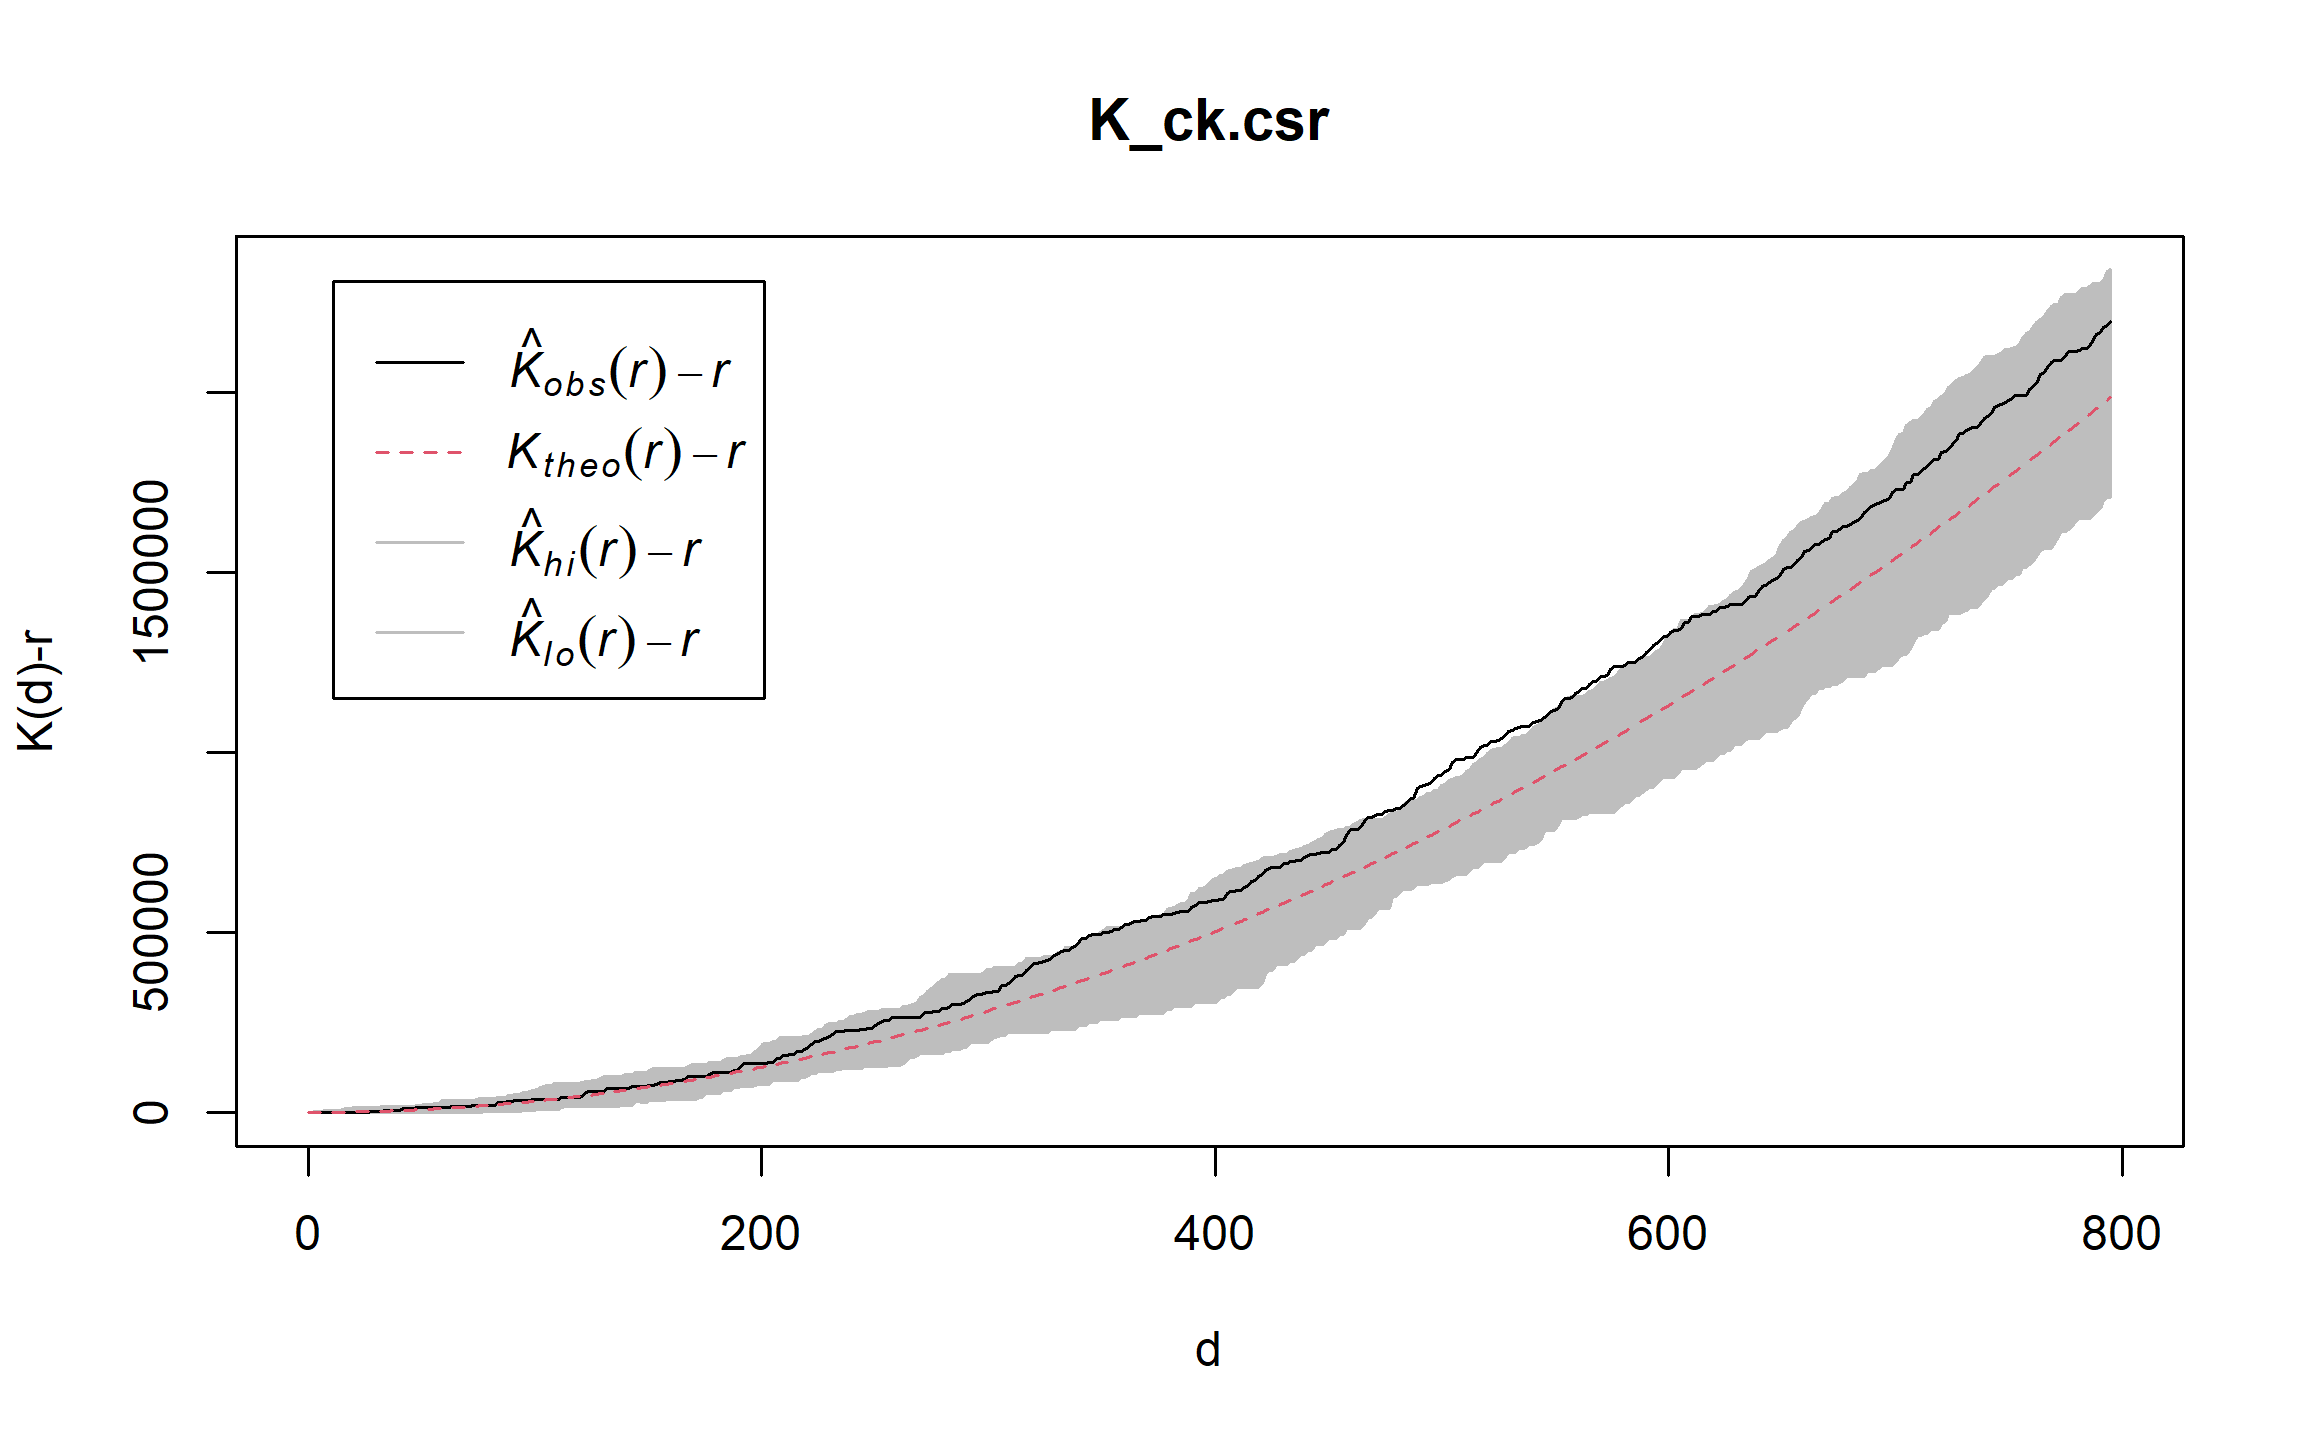 K_ck.csr
K̂obs(r) − r
Ktheo(r) − r
K̂hi(r) − r
K̂lo(r) − r
K(d)-r
1500000
500000
0
0 200 400 600 800
d